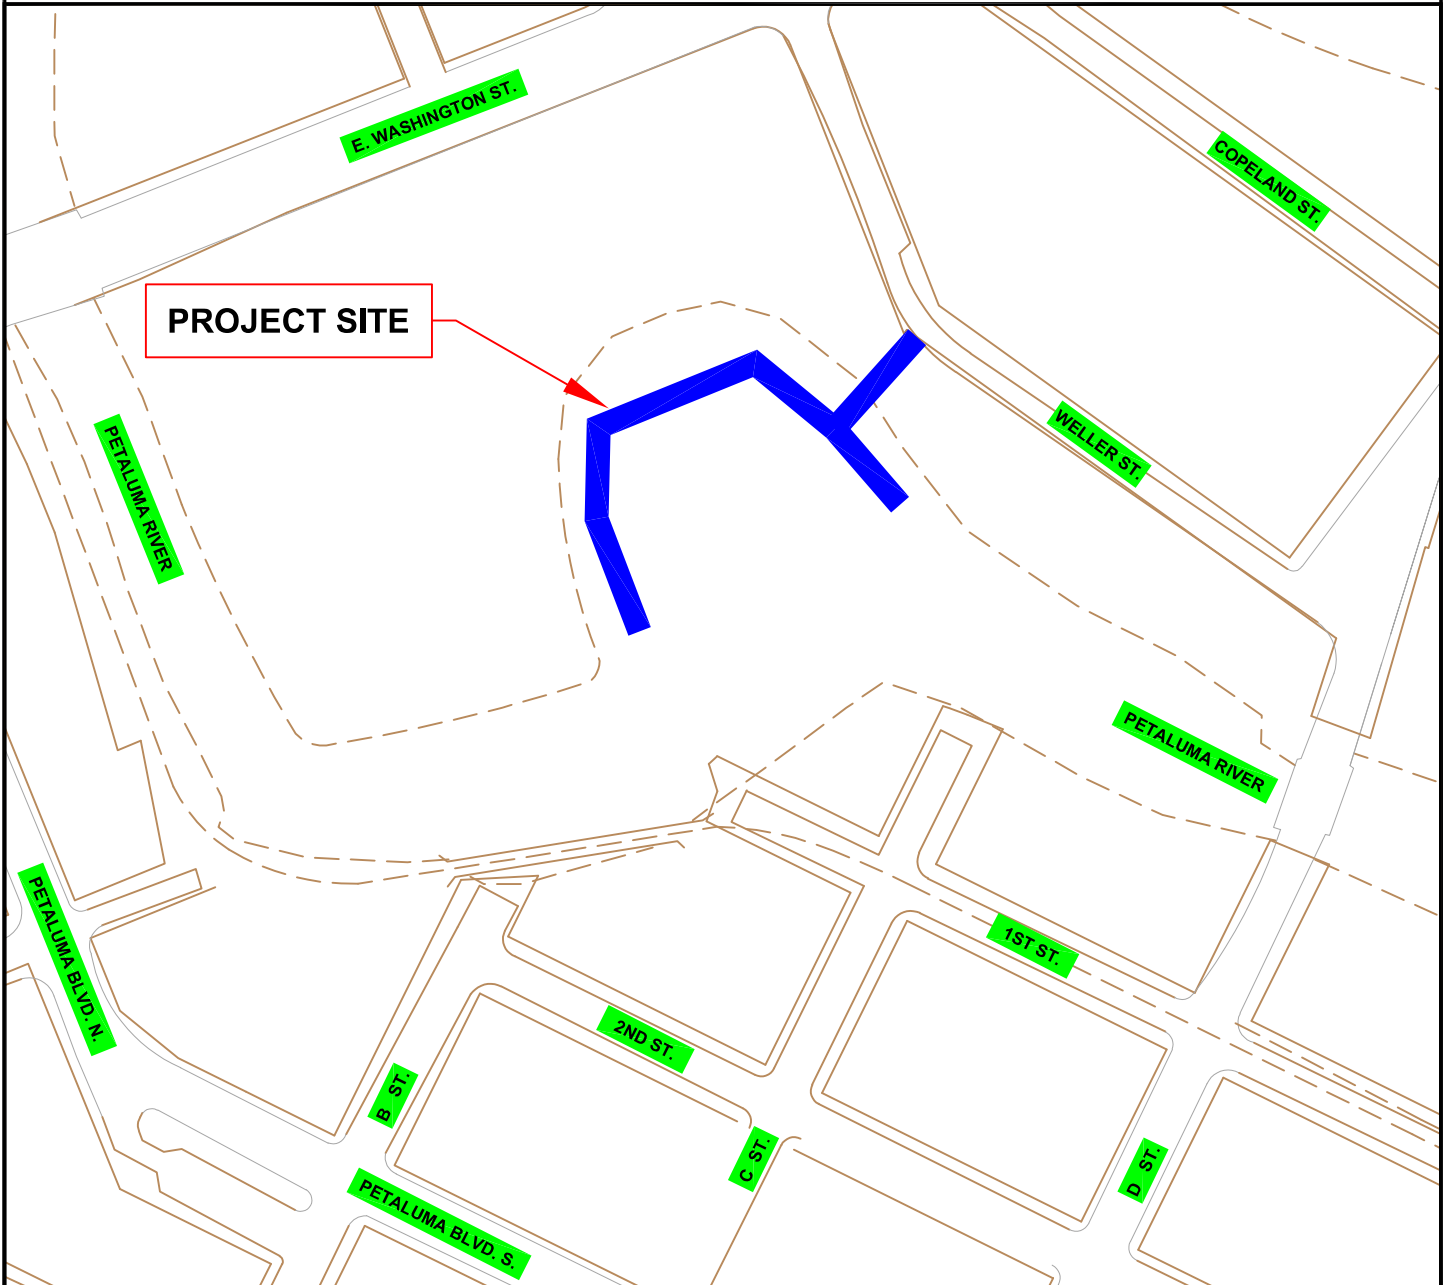 E. WASHINGTON ST.
COPELAND ST.
PROJECT SITE
WELLER ST.
PETALUMA RIVER
PETALUMA RIVER
PETALUMA BLVD. N.
1ST ST.
2ND ST.
B ST.
C ST.
D ST.
PETALUMA BLVD. S.